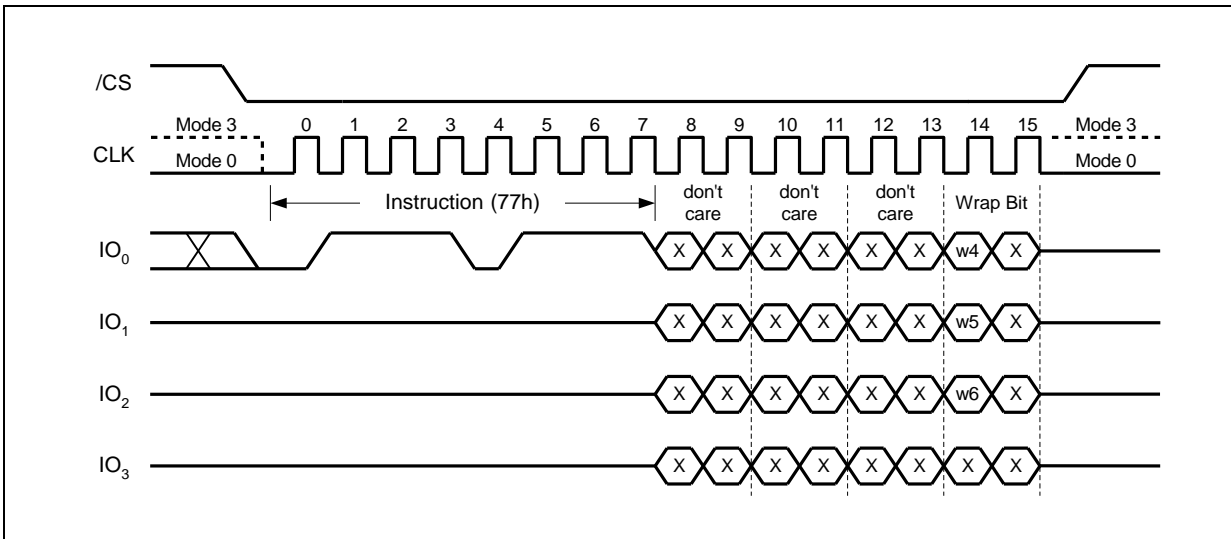 /CS
Mode 3 0 1 2 3 4 5 6 7 8 9 10 11 12 13 14 15 Mode 3
CLK
Mode 0 Mode 0
Instruction (77h) don't care don't care don't care Wrap Bit
IO0 X X X X X X w4 X
IO1 X X X X X X w5 X
IO2 X X X X X X w6 X
IO3 X X X X X X X X